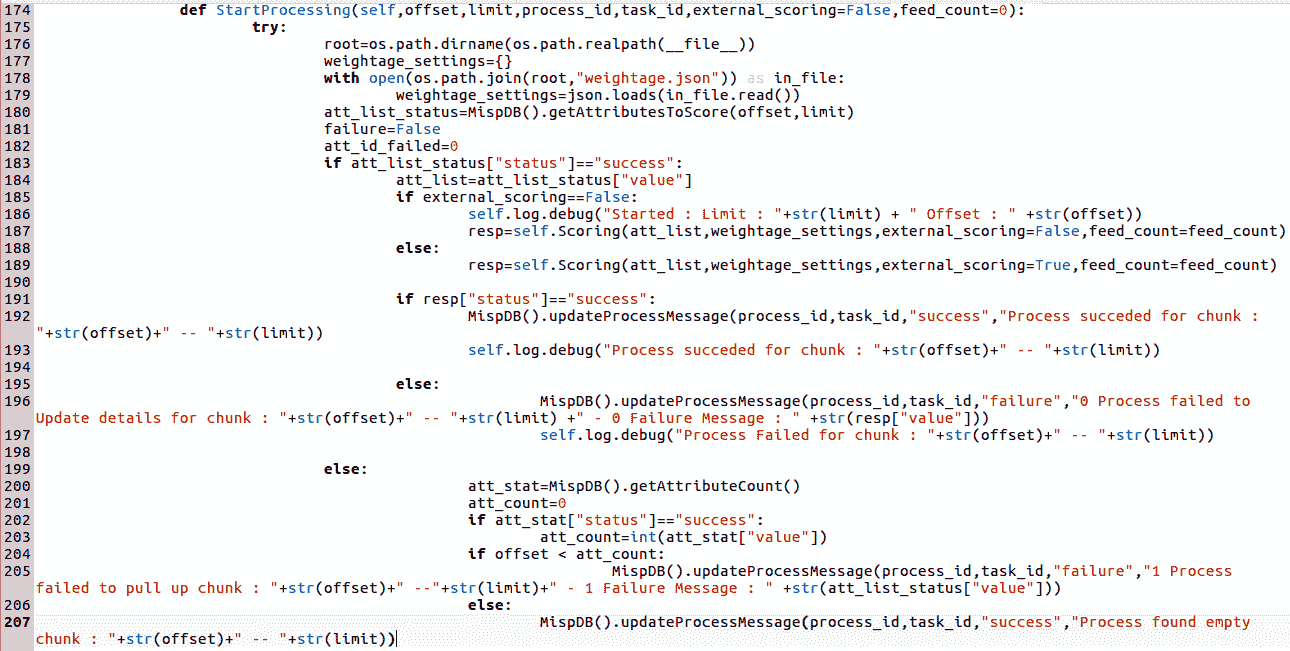 174 def StartProcessing(self,offset,limit,process_id,task_id,external_scoring=False,feed_count=0):
175 try:
176 root=os.path.dirname(os.path.realpath(__file__))
177 weightage_settings={}
178 with open(os.path.join(root,"weightage.json")) as in_file:
179 weightage_settings=json.loads(in_file.read())
180 att_list_status=MispDB().getAttributesToScore(offset,limit)
181 failure=False
182 att_id_failed=0
183 if att_list_status["status"]=="success":
184 att_list=att_list_status["value"]
185 if external_scoring==False:
186 self.log.debug("Started : Limit : "+str(limit) + " Offset : " +str(offset))
187 resp=self.Scoring(att_list,weightage_settings,external_scoring=False,feed_count=feed_count)
188 else:
189 resp=self.Scoring(att_list,weightage_settings,external_scoring=True,feed_count=feed_count)
190
191 if resp["status"]=="success":
192 MispDB().updateProcessMessage(process_id,task_id,"success","Process succeded for chunk :
"+str(offset)+" -- "+str(limit))
193 self.log.debug("Process succeded for chunk : "+str(offset)+" -- "+str(limit))
194
195 else:
196 MispDB().updateProcessMessage(process_id,task_id,"failure","0 Process failed to
Update details for chunk : "+str(offset)+" -- "+str(limit) +" - 0 Failure Message : " +str(resp["value"]))
197 self.log.debug("Process Failed for chunk : "+str(offset)+" -- "+str(limit))
198
199 else:
200 att_stat=MispDB().getAttributeCount()
201 att_count=0
202 if att_stat["status"]=="success":
203 att_count=int(att_stat["value"])
204 if offset < att_count:
205 MispDB().updateProcessMessage(process_id,task_id,"failure","1 Process
failed to pull up chunk : "+str(offset)+" --"+str(limit)+" - 1 Failure Message : " +str(att_list_status["value"]))
206 else:
207 MispDB().updateProcessMessage(process_id,task_id,"success","Process found empty
chunk : "+str(offset)+" -- "+str(limit))